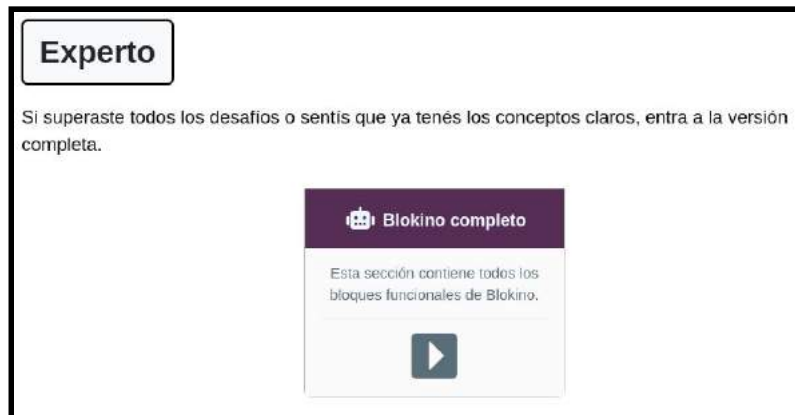 Experto
Si superaste todos los desafíos o sentís que ya tenés los conceptos claros, entra a la versión
completa.
Blokino completo
Esta sección contiene todos los
bloques funcionales de Blokino.